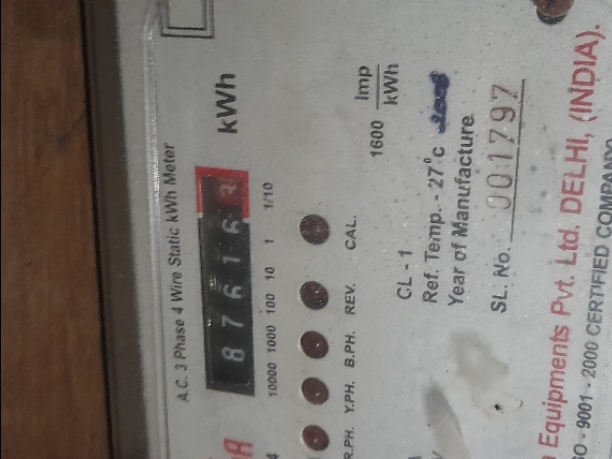 A.C. 3 Phase 4 Wire Static kWh Meter
8 7 6 1 6 kWh
10000 1000 100 10 1 1/10
R.PH. Y.PH. B.PH. REV. CAL.
1600 Imp
kWh
CL - 1
Ref. Temp. - 27°c
Year of Manufacture
SL. No. 001797
Equipments Pvt. Ltd. DELHI, (INDIA).
- 9001 - 2000 CERTIFIED COMPANY